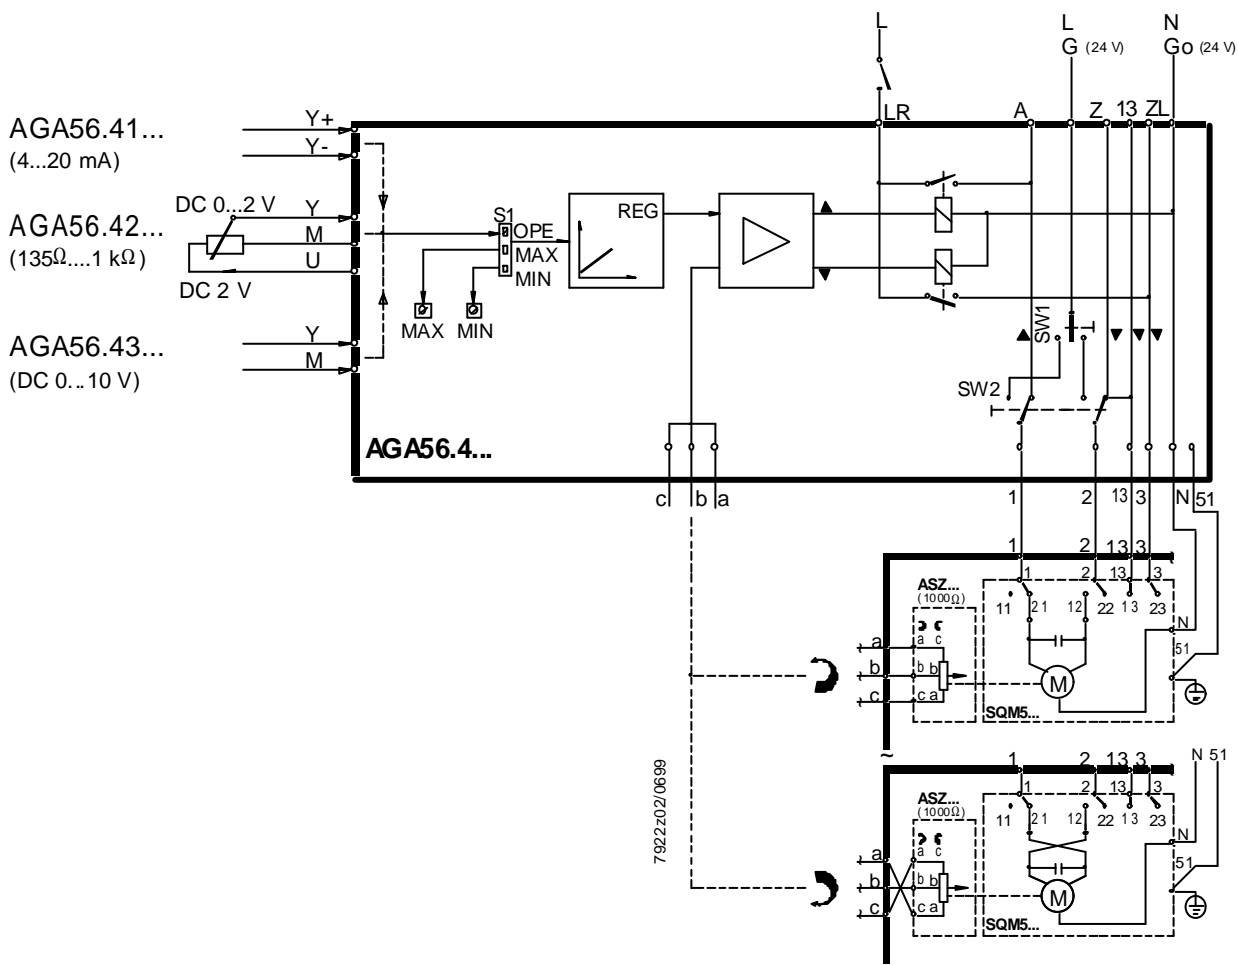 L
L
N
G (24 V)
Go (24 V)
LR
A
Z
13
ZL
AGA56.41...
(4...20 mA)
Y+
Y-
DC 0...2 V
Y
AGA56.42...
M
(135Ω....1 kΩ)
U
DC 2 V
S1
OPE
MAX
MIN
REG
MAX
MIN
AGA56.43...
Y
M
(DC 0...10 V)
SW1
SW2
AGA56.4...
c
b
a
1
2
13
3
N
51
1
2
13
3
ASZ...
(1000Ω)
1
2
13
3
11
21
12
22
13
23
a
c
N
a
51
b
b
b
c
c
a
M
SQM5...
~
7922z02/0699
1
2
13
3
N
51
ASZ...
(1000Ω)
1
2
13
3
11
21
12
22
13
23
a
c
N
a
51
b
b
b
c
c
a
M
SQM5...